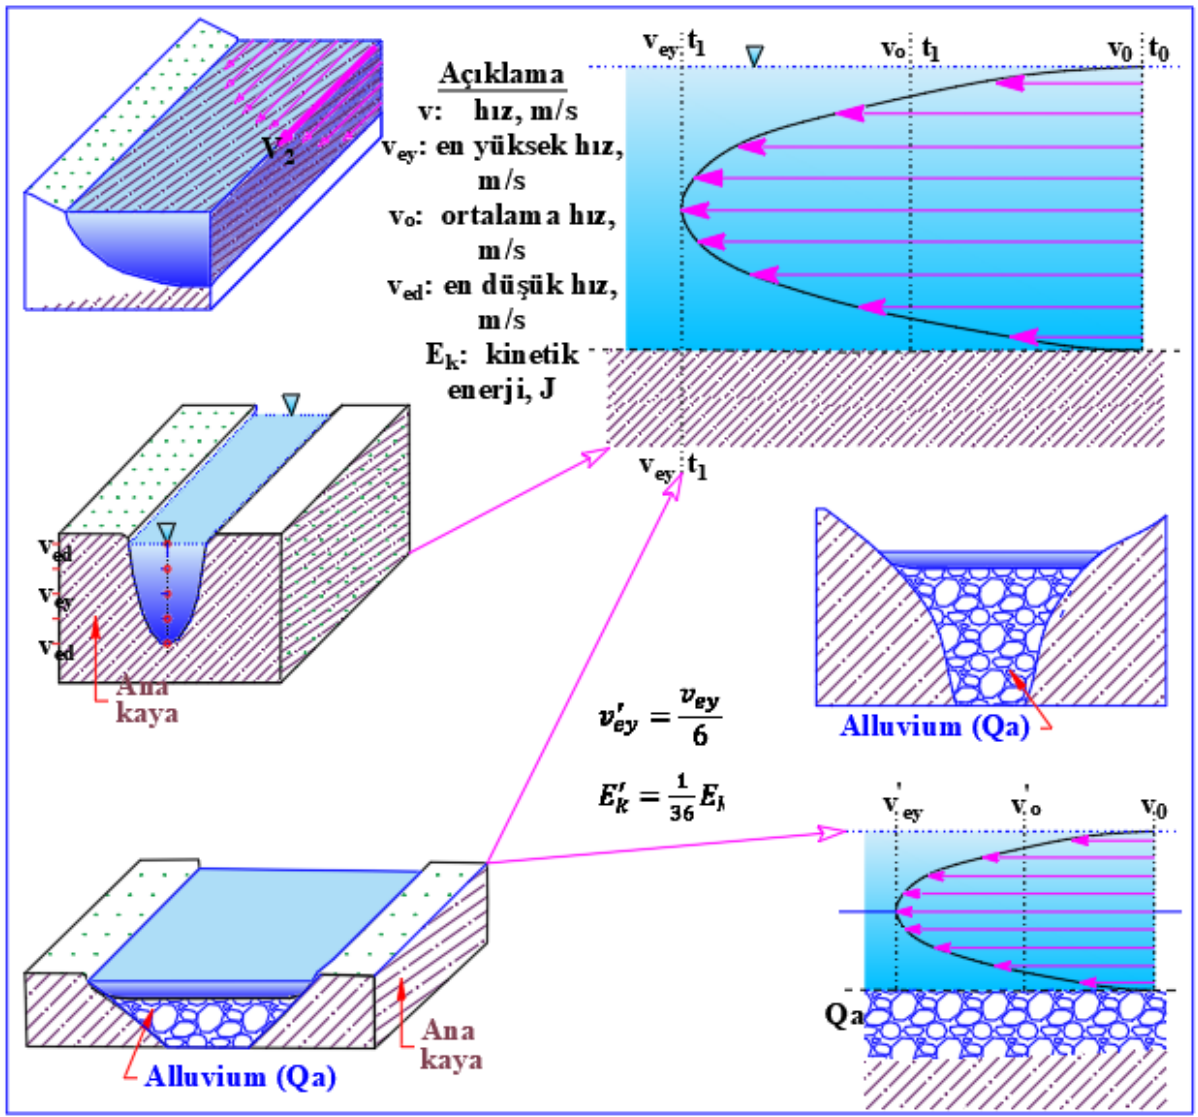 Açıklama
v: hız, m/s
vey: en yüksek hız,
m/s
vo: ortalama hız,
m/s
ved: en düşük hız,
m/s
Ek: kinetik
enerji, J
V2
vey t1
vo t1
v0 t0
vey t1
ved
vey
ved
Ana
kaya
Alluvium (Qa)
v'ey = vey/6
E'k = 1/36 E
v'ey
v'o
v0
Qa
Ana
kaya
Alluvium (Qa)